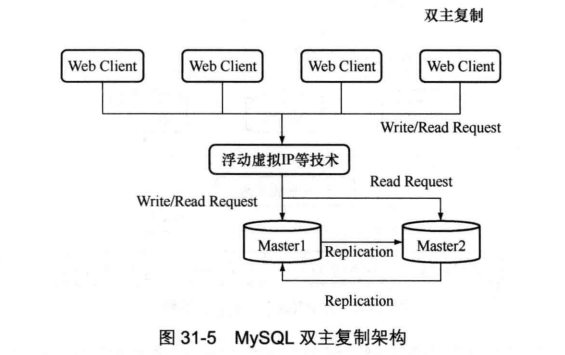 双主复制
Web Client
Web Client
Web Client
Web Client
Write/Read Request
浮动虚拟IP等技术
Read Request
Write/Read Request
Master1
Replication
Master2
Replication
图 31-5 MySQL 双主复制架构